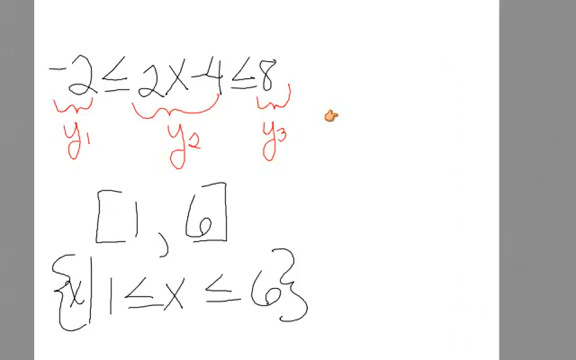 -2 ≤ 2x-4 ≤ 8
y1 y2 y3
[1, 6]
{x| 1 ≤ x ≤ 6}